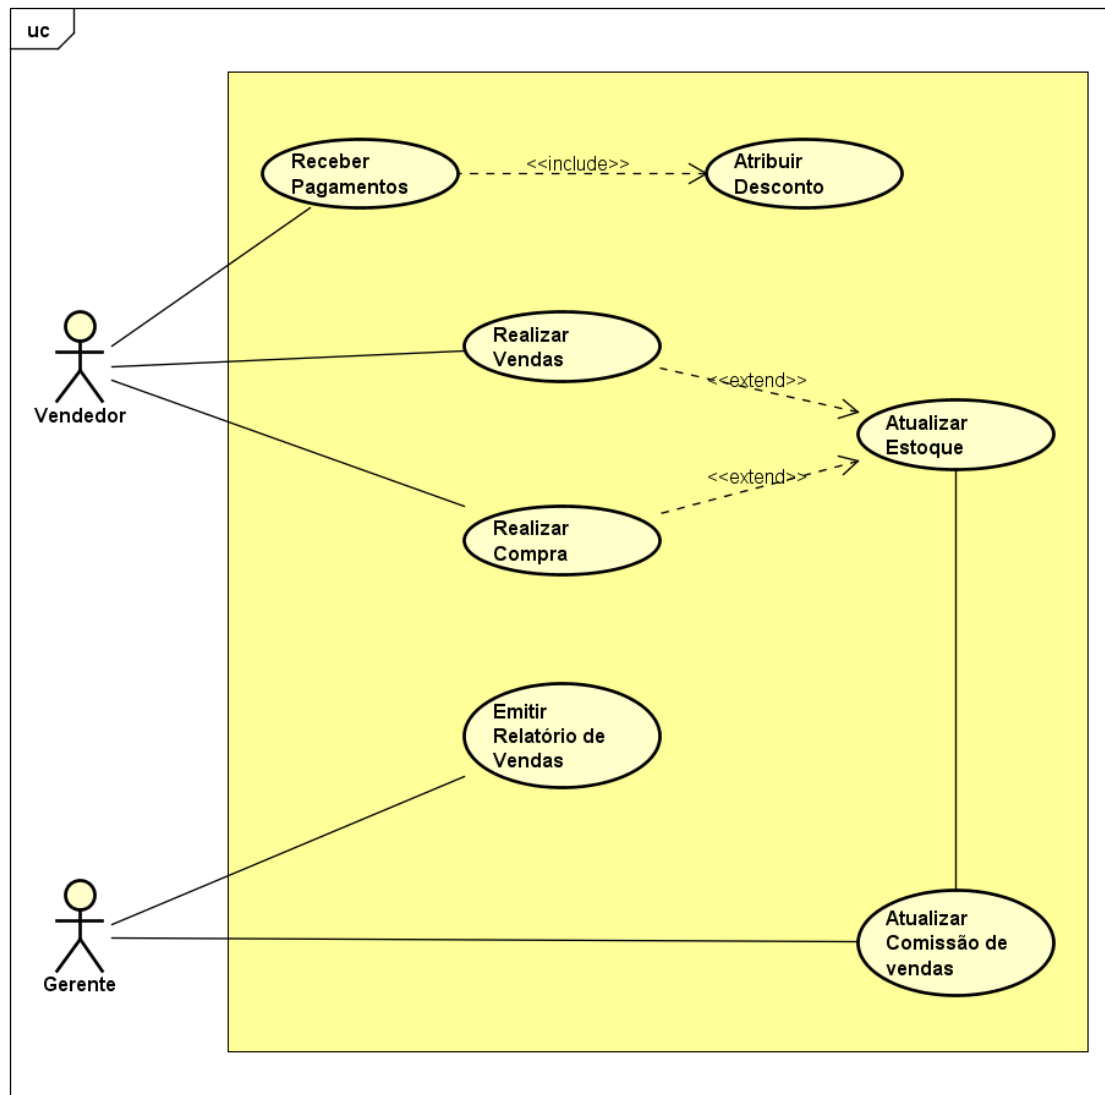 uc
Receber
Pagamentos
<<include>>
Atribuir
Desconto
Realizar
Vendas
<<extend>>
Vendedor
Atualizar
Estoque
<<extend>>
Realizar
Compra
Emitir
Relatório de
Vendas
Gerente
Atualizar
Comissão de
vendas